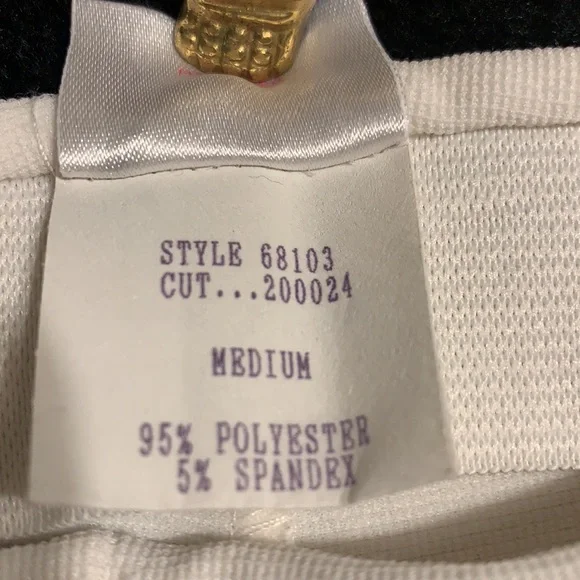 STYLE 68103
CUT...200024
MEDIUM
95% POLYESTER
5% SPANDEX